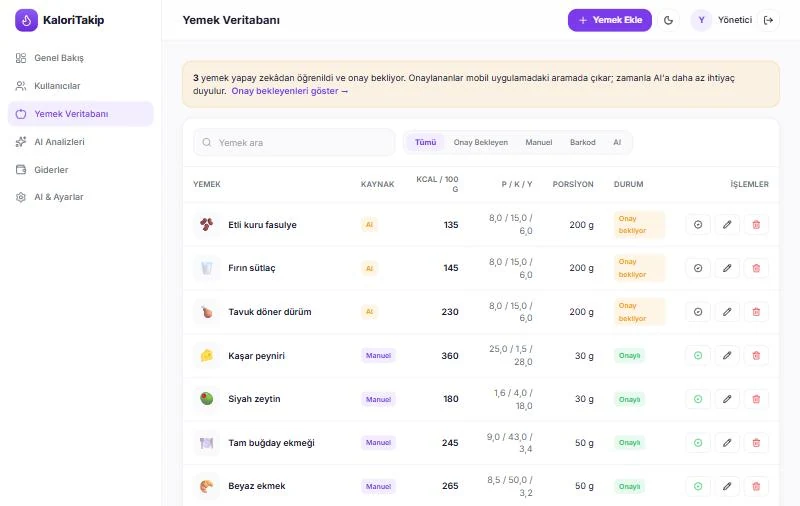 KaloriTakip
Genel Bakış
Kullanıcılar
Yemek Veritabanı
AI Analizleri
Giderler
AI & Ayarlar
Yemek Veritabanı
Yemek Ekle
Y Yönetici
3 yemek yapay zekâdan öğrenildi ve onay bekliyor. Onaylananlar mobil uygulamadaki aramada çıkar; zamanla AI'a daha az ihtiyaç
duyulur. Onay bekleyenleri göster →
Yemek ara
Tümü Onay Bekleyen Manuel Barkod AI
YEMEK KAYNAK KCAL / 100 G P / K / Y PORSİYON DURUM İŞLEMLER
Etli kuru fasulye AI 135 8,0 / 15,0 / 6,0 200 g Onay bekliyor
Fırın sütlaç AI 145 8,0 / 15,0 / 6,0 200 g Onay bekliyor
Tavuk döner dürüm AI 230 8,0 / 15,0 / 6,0 200 g Onay bekliyor
Kaşar peyniri Manuel 360 25,0 / 1,5 / 28,0 30 g Onaylı
Siyah zeytin Manuel 180 1,6 / 4,0 / 18,0 30 g Onaylı
Tam buğday ekmeği Manuel 245 9,0 / 43,0 / 3,4 50 g Onaylı
Beyaz ekmek Manuel 265 8,5 / 50,0 / 3,2 50 g Onaylı